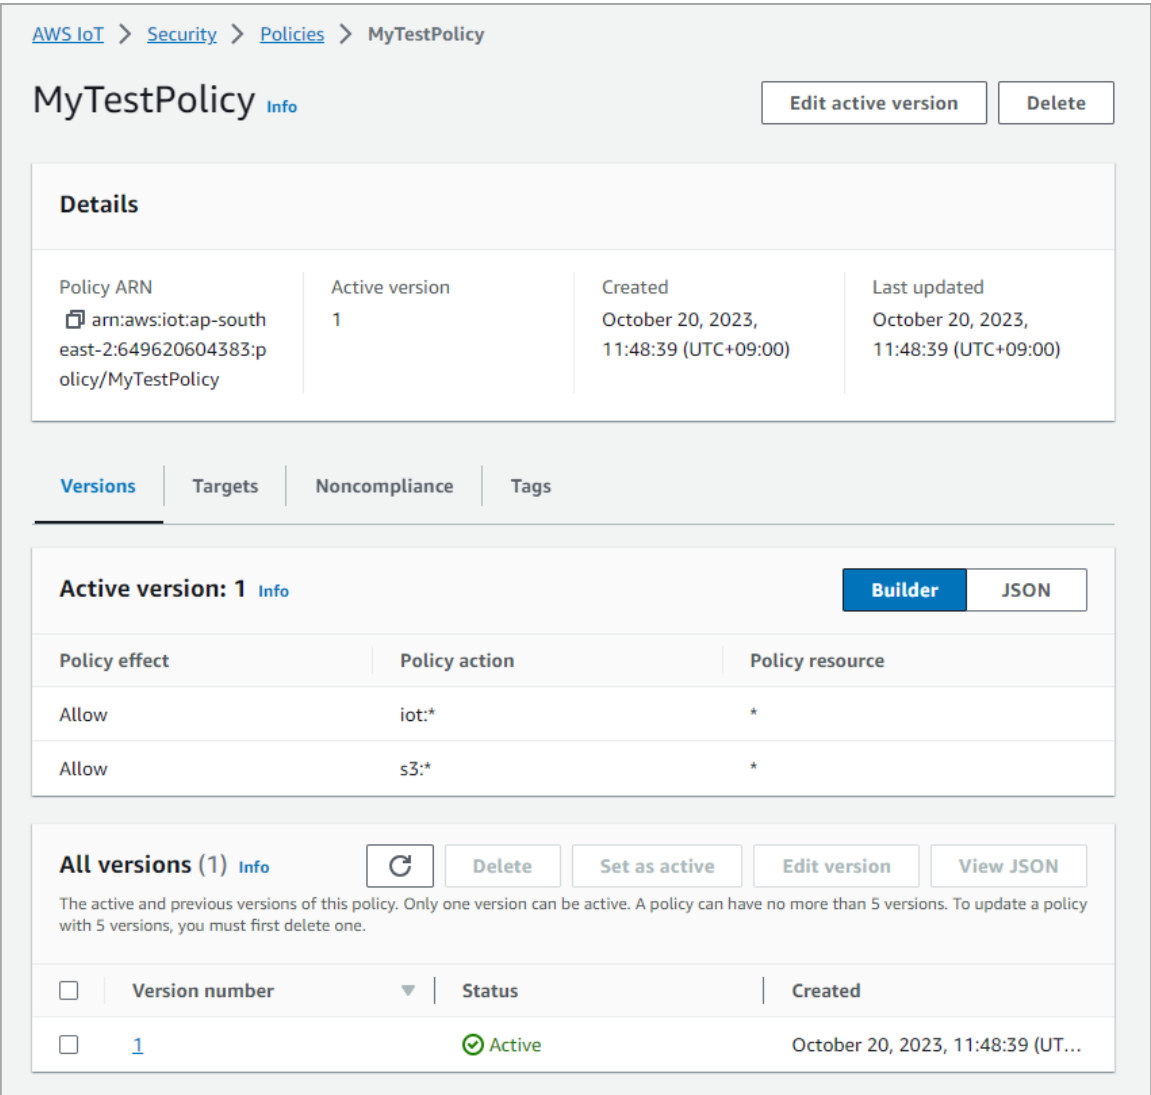 AWS IoT > Security > Policies > MyTestPolicy
MyTestPolicy Info
Edit active version
Delete
Details
Policy ARN
arn:aws:iot:ap-south
east-2:649620604383:p
olicy/MyTestPolicy
Active version
1
Created
October 20, 2023,
11:48:39 (UTC+09:00)
Last updated
October 20, 2023,
11:48:39 (UTC+09:00)
Versions
Targets
Noncompliance
Tags
Active version: 1 Info
Builder
JSON
Policy effect
Policy action
Policy resource
Allow
iot:*
*
Allow
s3:*
*
All versions (1) Info
Delete
Set as active
Edit version
View JSON
The active and previous versions of this policy. Only one version can be active. A policy can have no more than 5 versions. To update a policy
with 5 versions, you must first delete one.
Version number
Status
Created
1
Active
October 20, 2023, 11:48:39 (UT...